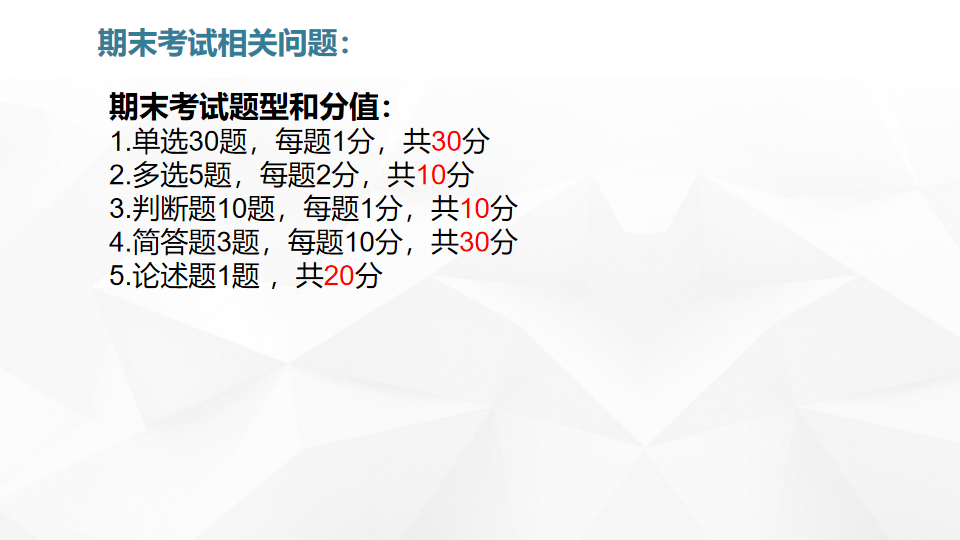 期末考试相关问题：
期末考试题型和分值：
1.单选30题，每题1分，共30分
2.多选5题，每题2分，共10分
3.判断题10题，每题1分，共10分
4.简答题3题，每题10分，共30分
5.论述题1题 ，共20分